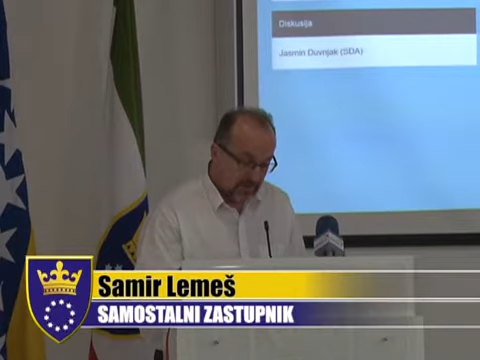 Diskusija
Jasmin Duvnjak (SDA)
Samir Lemeš
SAMOSTALNI ZASTUPNIK